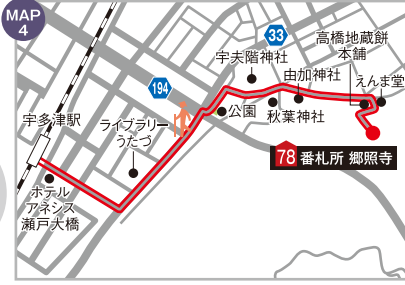 MAP
4
33
高橋地蔵餅
本舗
宇夫階神社
由加神社
えんま堂
194
宇多津駅
ライブラリー
うたづ
公園
秋葉神社
78 番札所 郷照寺
ホテル
アネシス
瀬戸大橋